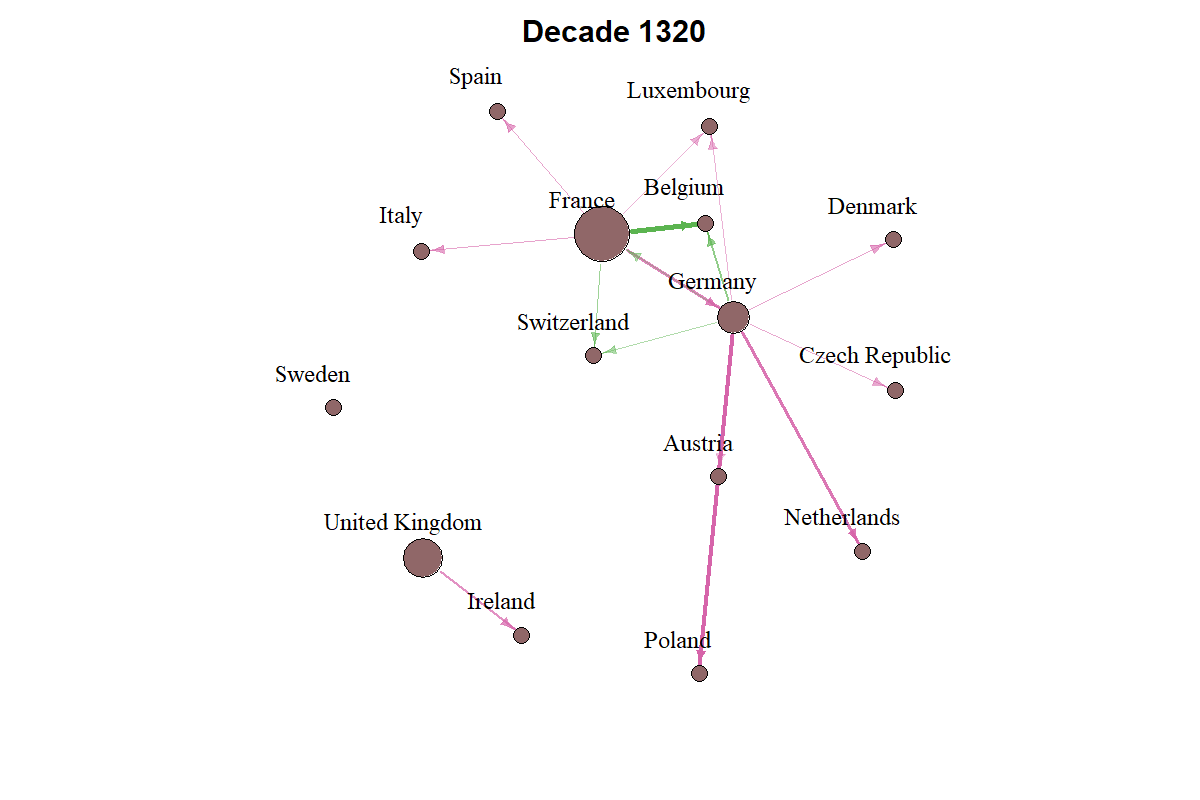 Decade 1320
Spain
Luxembourg
Belgium
France
Denmark
Italy
Germany
Switzerland
Czech Republic
Sweden
Austria
Netherlands
United Kingdom
Ireland
Poland